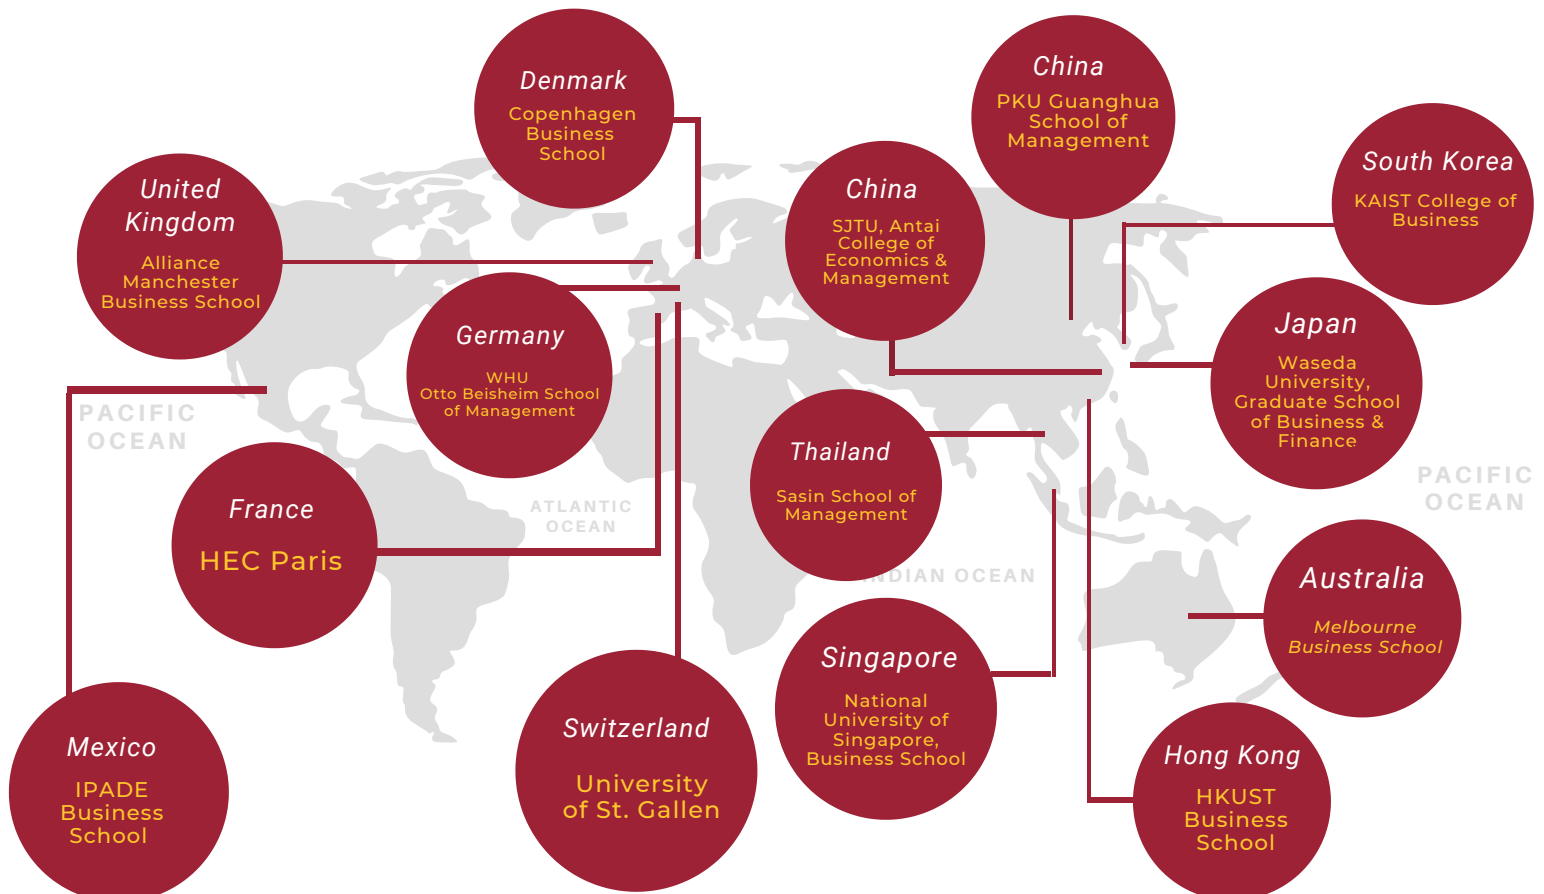 Denmark
Copenhagen
Business
School
China
PKU Guanghua
School of
Management
United
Kingdom
Alliance
Manchester
Business School
China
SJTU, Antai
College of
Economics &
Management
South Korea
KAIST College of
Business
Germany
WHU
Otto Beisheim School
of Management
Japan
Waseda
University,
Graduate School
of Business &
Finance
PACIFIC
OCEAN
Thailand
Sasin School of
Management
PACIFIC
OCEAN
France
HEC Paris
ATLANTIC
OCEAN
INDIAN OCEAN
Australia
Melbourne
Business School
Singapore
National
University of
Singapore,
Business School
Mexico
IPADE
Business
School
Switzerland
University
of St. Gallen
Hong Kong
HKUST
Business
School